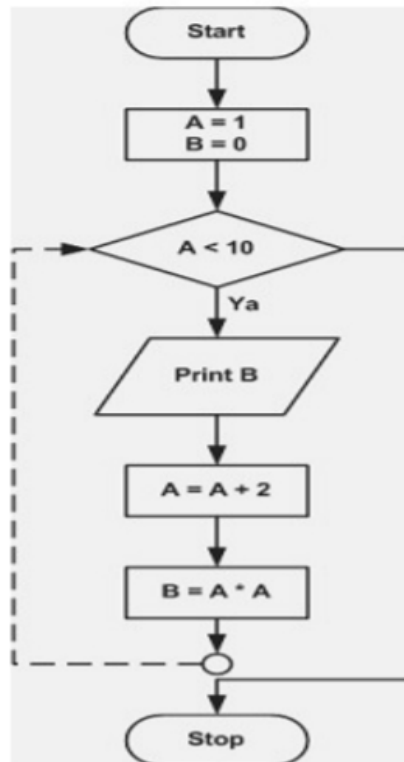 Start
A = 1
B = 0
A < 10
Ya
Print B
A = A + 2
B = A * A
Stop